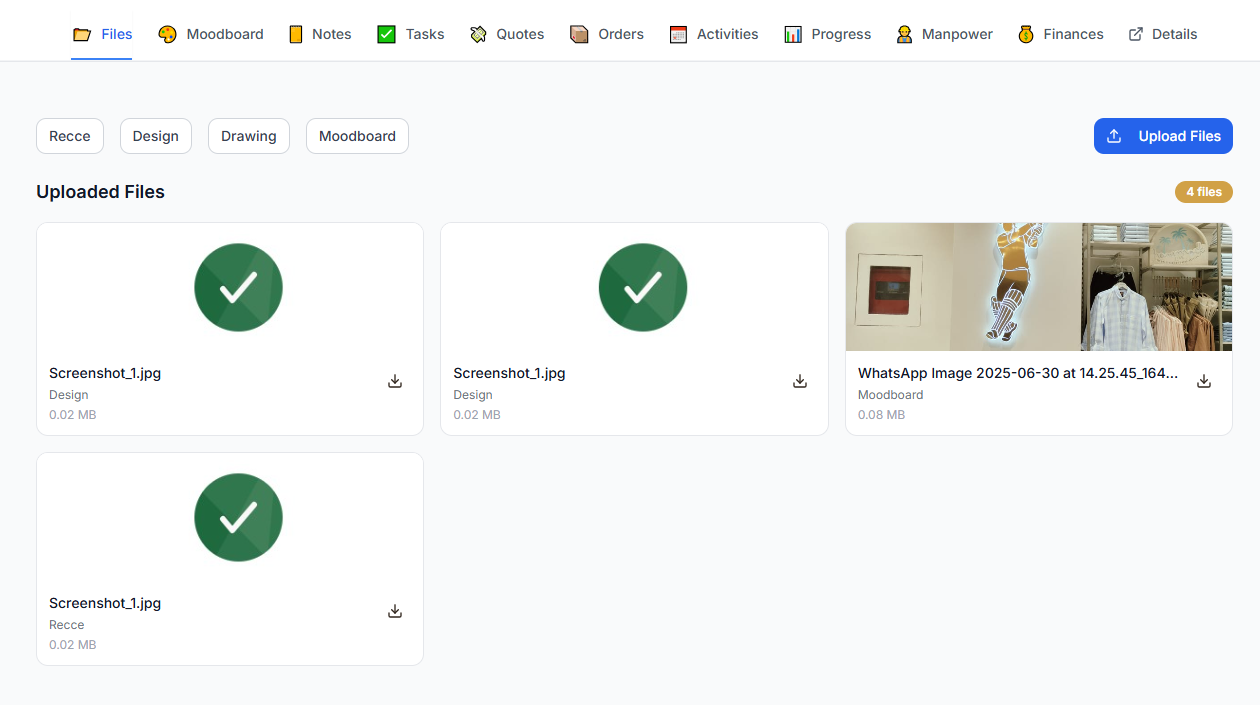 Files Moodboard Notes Tasks Quotes Orders Activities Progress Manpower Finances Details
Recce Design Drawing Moodboard Upload Files
Uploaded Files 4 files
Screenshot_1.jpg
Design
0.02 MB
Screenshot_1.jpg
Design
0.02 MB
WhatsApp Image 2025-06-30 at 14.25.45_164...
Moodboard
0.08 MB
Screenshot_1.jpg
Recce
0.02 MB